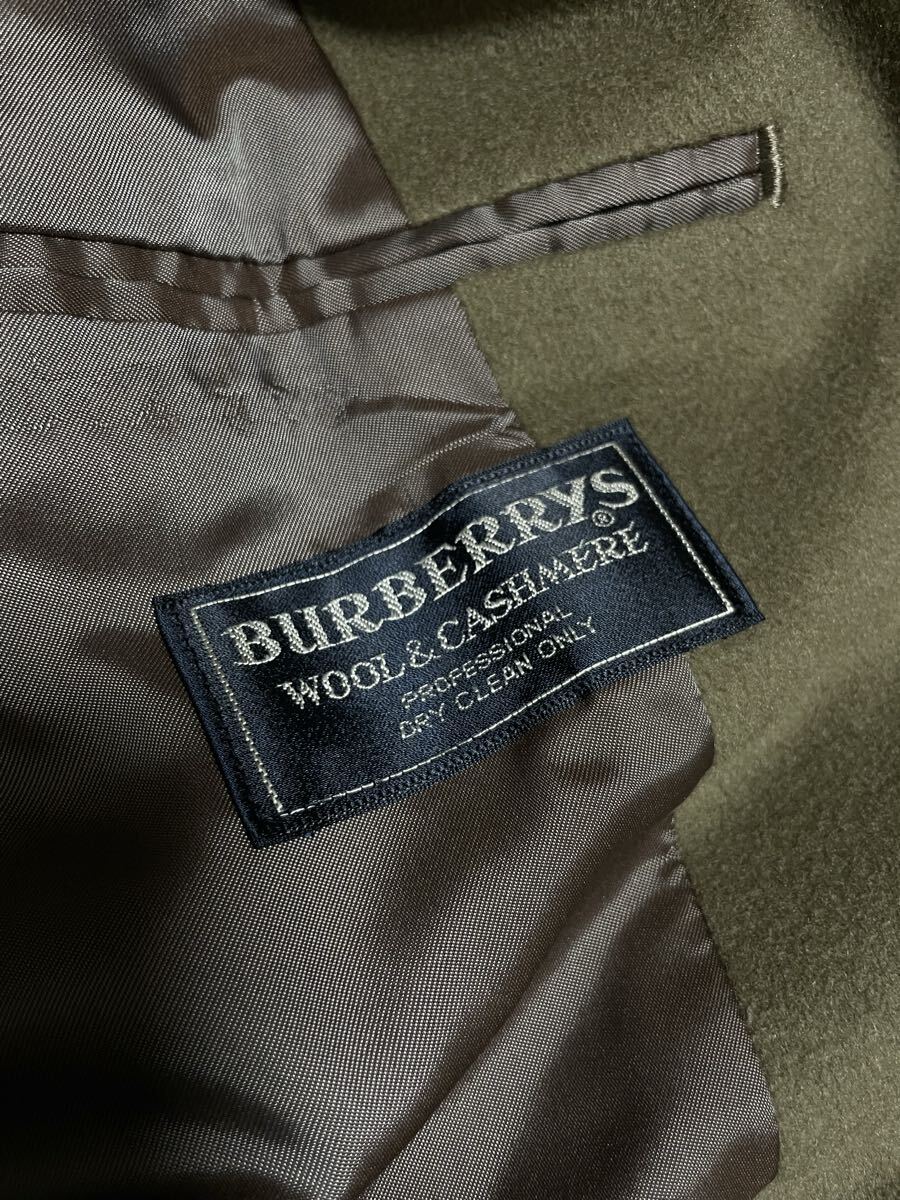 BURBERRYS®
WOOL & CASHMERE
PROFESSIONAL
DRY CLEAN ONLY